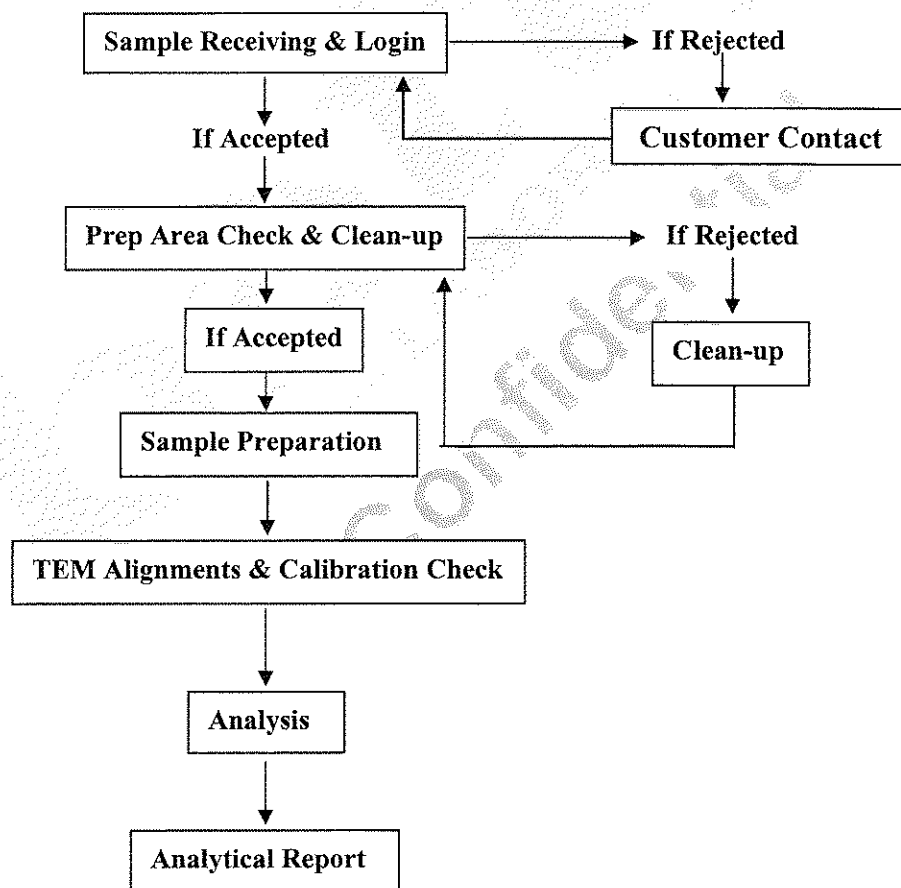 Sample Receiving & Login
If Rejected
If Accepted
Customer Contact
Prep Area Check & Clean-up
If Rejected
If Accepted
Clean-up
Sample Preparation
TEM Alignments & Calibration Check
Analysis
Analytical Report
Confidential